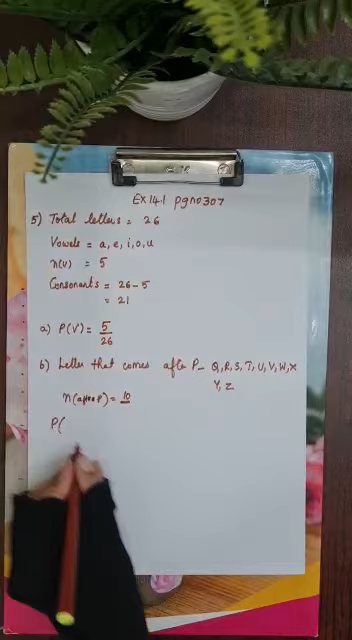 Ex 14.1 pg no 307
5) Total letters = 26
Vowels = a, e, i, o, u
n(v) = 5
Consonants = 26 - 5
= 21
a) P(V) = 5/26
b) Letter that comes after P - Q, R, S, T, U, V, W, X
Y, Z
n(after P) = 10
P(